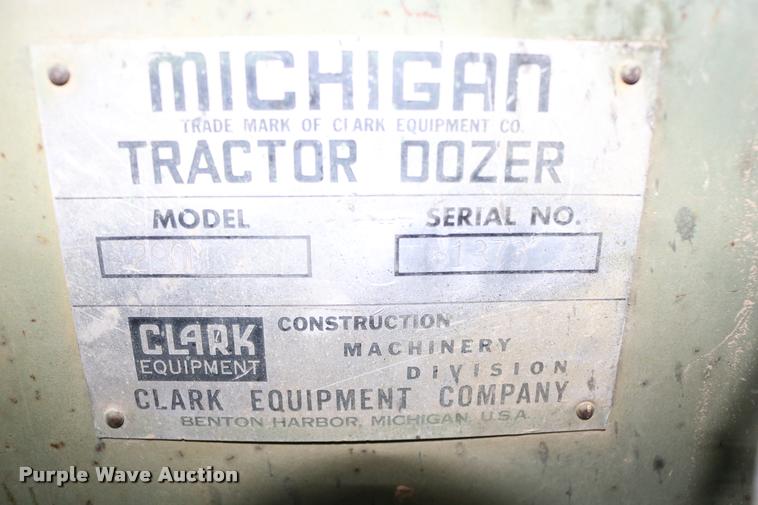 MICHIGAN
TRADE MARK OF CLARK EQUIPMENT CO.
TRACTOR DOZER
MODEL SERIAL NO.
CLARK
EQUIPMENT
CONSTRUCTION
MACHINERY
DIVISION
CLARK EQUIPMENT COMPANY
BENTON HARBOR, MICHIGAN, U.S.A.
Purple Wave Auction